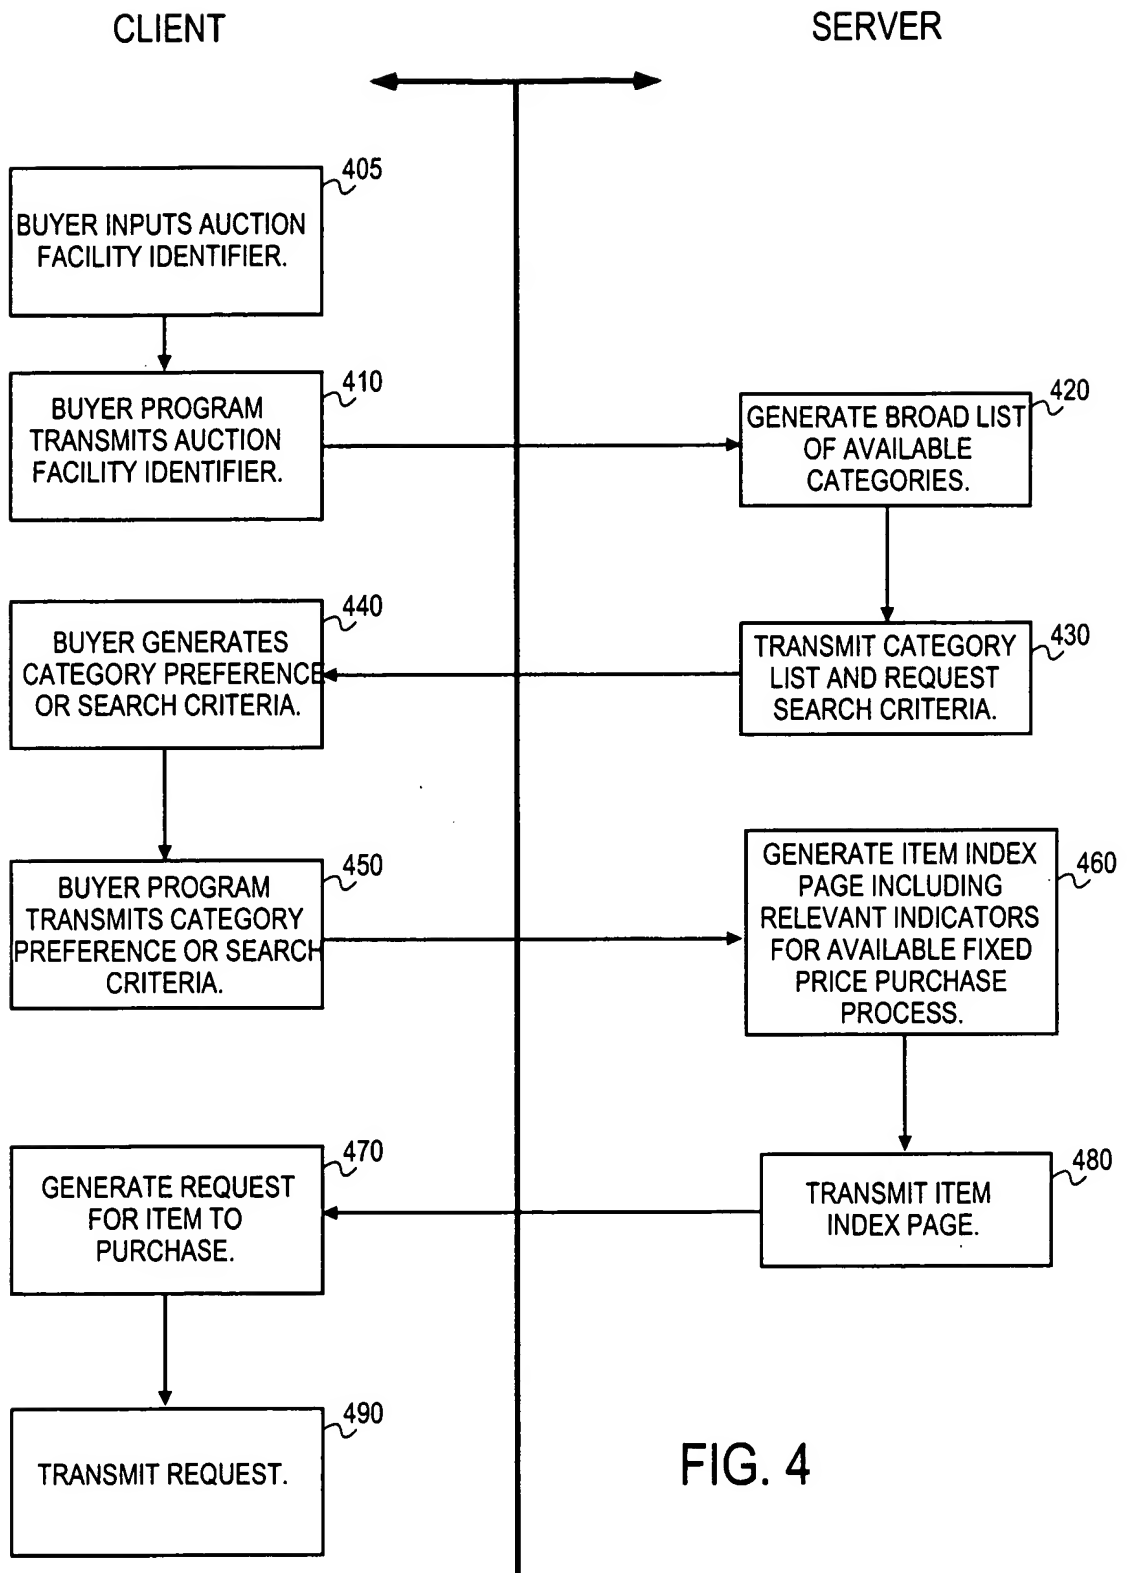 CLIENT
SERVER
405
BUYER INPUTS AUCTION
FACILITY IDENTIFIER.
410
BUYER PROGRAM
TRANSMITS AUCTION
FACILITY IDENTIFIER.
420
GENERATE BROAD LIST
OF AVAILABLE
CATEGORIES.
430
TRANSMIT CATEGORY
LIST AND REQUEST
SEARCH CRITERIA.
440
BUYER GENERATES
CATEGORY PREFERENCE
OR SEARCH CRITERIA.
450
BUYER PROGRAM
TRANSMITS CATEGORY
PREFERENCE OR SEARCH
CRITERIA.
460
GENERATE ITEM INDEX
PAGE INCLUDING
RELEVANT INDICATORS
FOR AVAILABLE FIXED
PRICE PURCHASE
PROCESS.
480
TRANSMIT ITEM
INDEX PAGE.
470
GENERATE REQUEST
FOR ITEM TO
PURCHASE.
490
TRANSMIT REQUEST.
FIG. 4